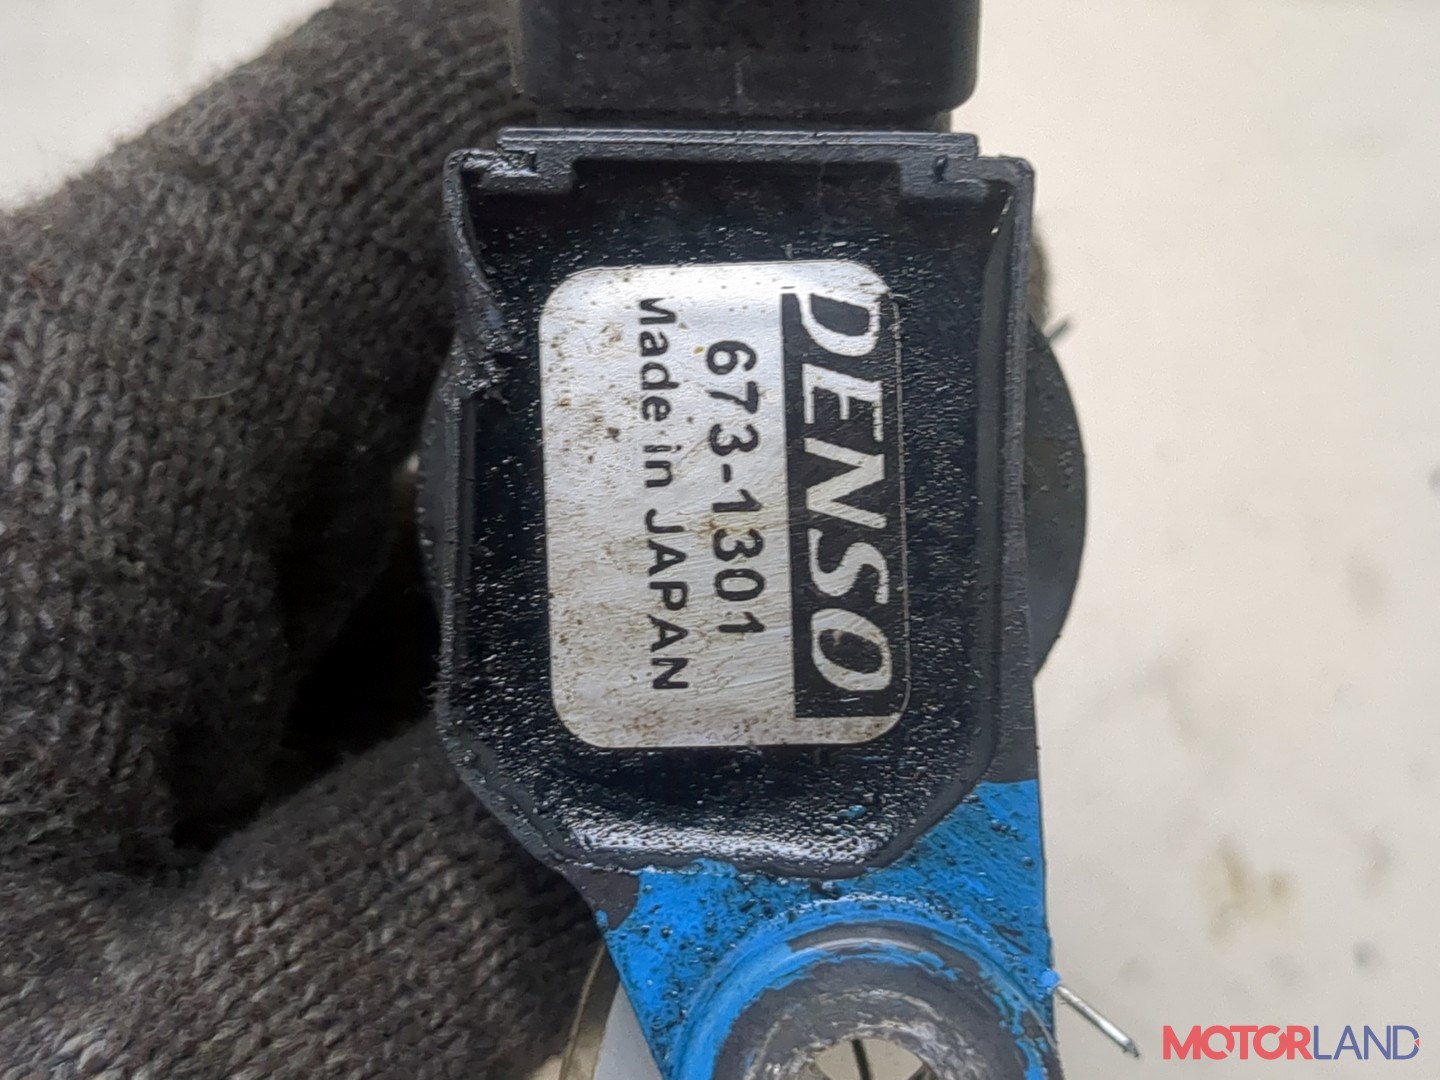 DENSO
673-1301
Made in JAPAN
MOTORLAND